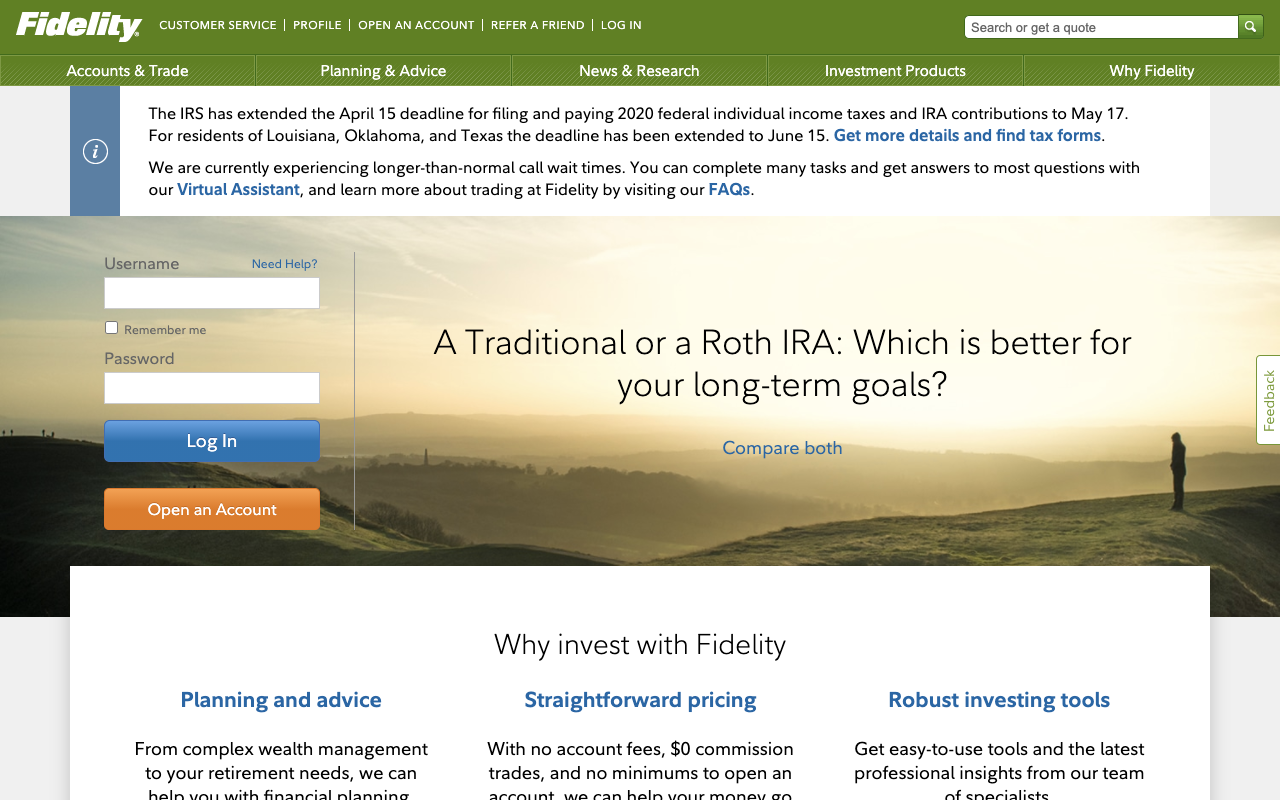 Fidelity
CUSTOMER SERVICE | PROFILE | OPEN AN ACCOUNT | REFER A FRIEND | LOG IN
Search or get a quote
Accounts & Trade
Planning & Advice
News & Research
Investment Products
Why Fidelity
The IRS has extended the April 15 deadline for filing and paying 2020 federal individual income taxes and IRA contributions to May 17.
For residents of Louisiana, Oklahoma, and Texas the deadline has been extended to June 15. Get more details and find tax forms.
We are currently experiencing longer-than-normal call wait times. You can complete many tasks and get answers to most questions with
our Virtual Assistant, and learn more about trading at Fidelity by visiting our FAQs.
Username
Need Help?
Remember me
Password
Log In
Open an Account
A Traditional or a Roth IRA: Which is better for
your long-term goals?
Compare both
Feedback
Why invest with Fidelity
Planning and advice
From complex wealth management
to your retirement needs, we can
help you with financial planning
Straightforward pricing
With no account fees, $0 commission
trades, and no minimums to open an
account, we can help your money go
Robust investing tools
Get easy-to-use tools and the latest
professional insights from our team
of specialists